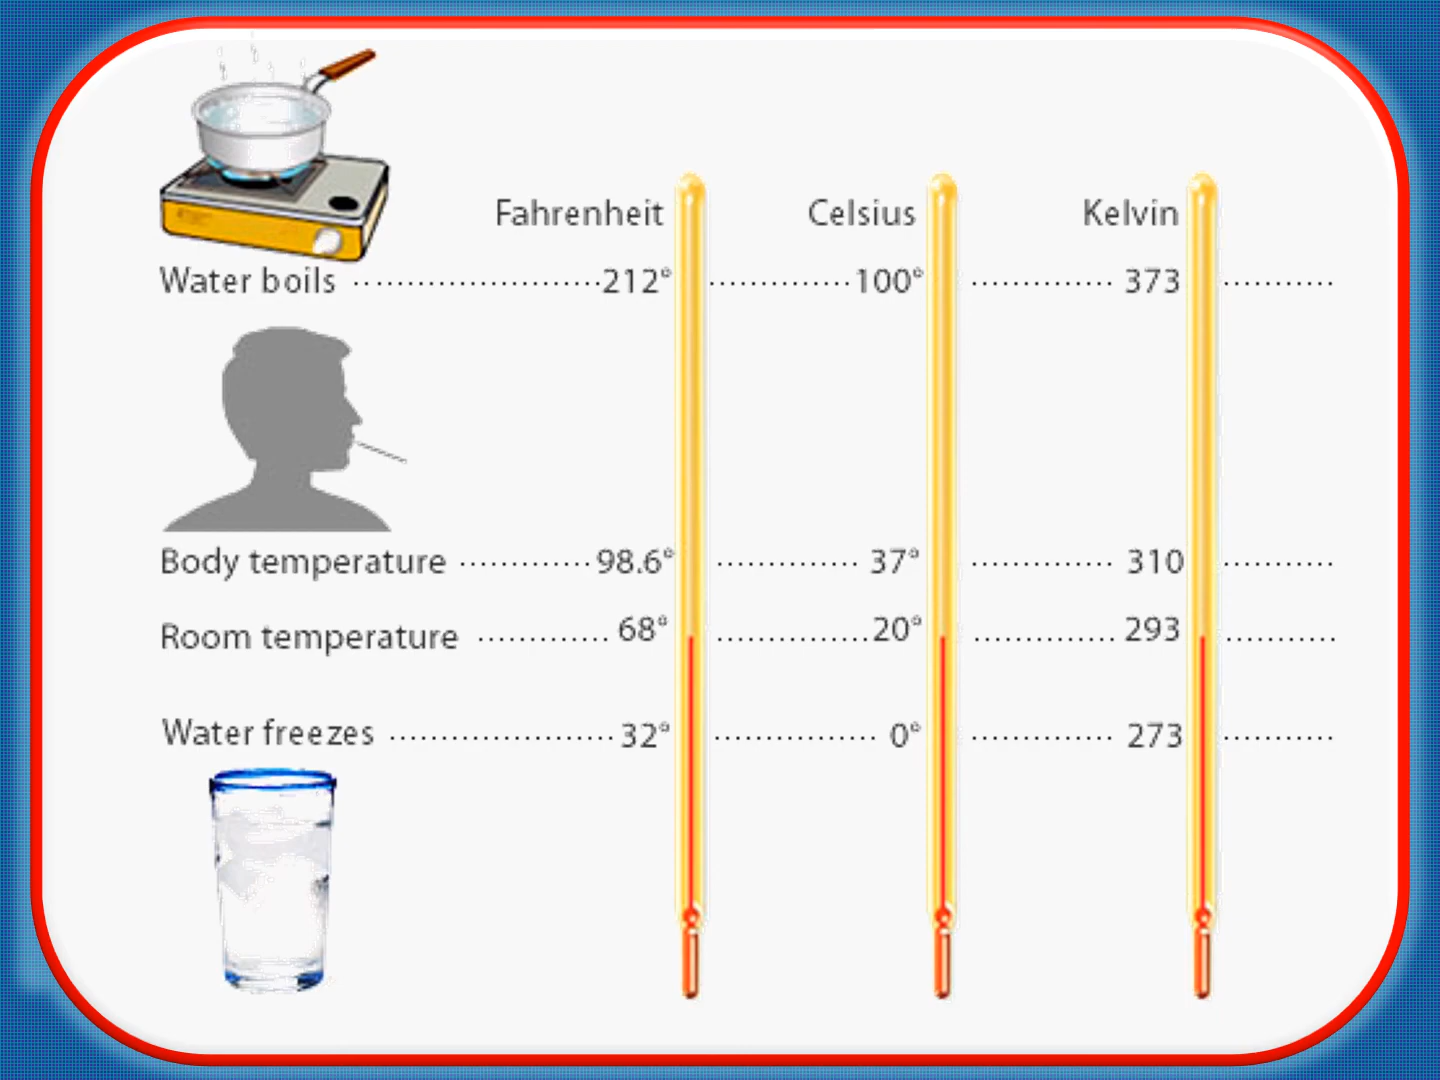 Fahrenheit Celsius Kelvin
Water boils 212° 100° 373
Body temperature 98.6° 37° 310
Room temperature 68° 20° 293
Water freezes 32° 0° 273